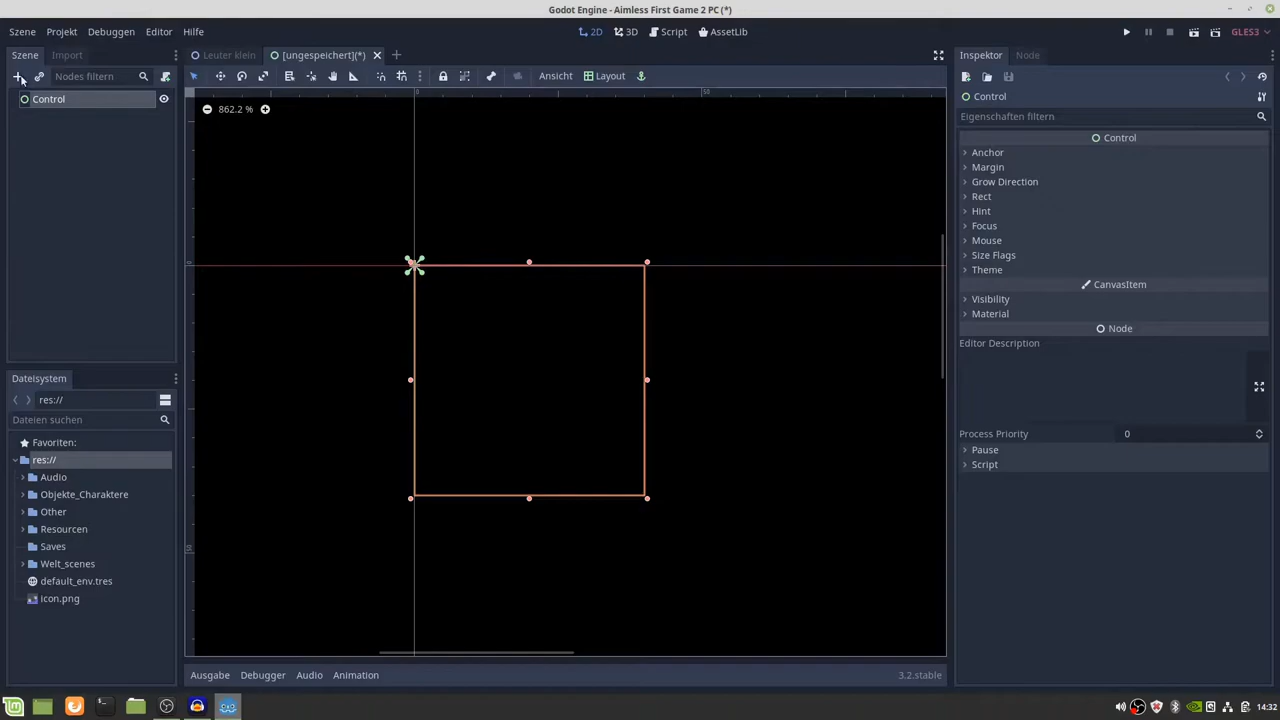 Godot Engine - Aimless First Game 2 PC (*)
Szene Projekt Debuggen Editor Hilfe
2D 3D Script AssetLib
GLES3
Szene Import
Leuter klein [ungespeichert](*)
Inspektor Node
Nodes filtern
Ansicht Layout
Control
862.2 %
0
50
0
50
Control
Eigenschaften filtern
Control
Anchor
Margin
Grow Direction
Rect
Hint
Focus
Mouse
Size Flags
Theme
CanvasItem
Visibility
Material
Node
Editor Description
Process Priority 0
Pause
Script
Dateisystem
res://
Dateien suchen
Favoriten:
res://
Audio
Objekte_Charaktere
Other
Resourcen
Saves
Welt_scenes
default_env.tres
icon.png
Ausgabe Debugger Audio Animation
3.2.stable
14:32